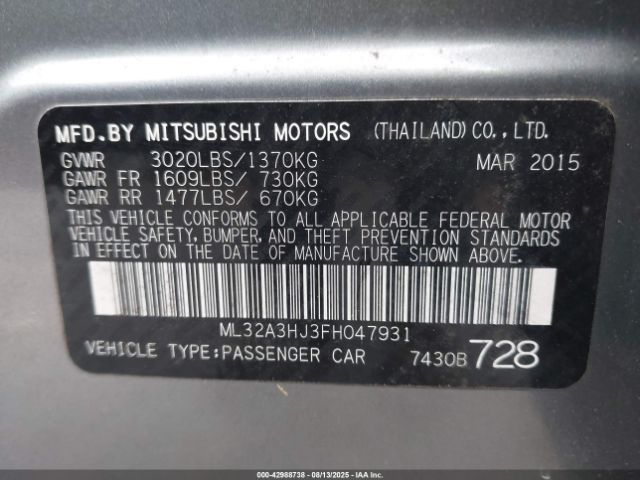 MFD.BY MITSUBISHI MOTORS (THAILAND)CO.,LTD.
GVWR 3020LBS/1370KG MAR 2015
GAWR FR 1609LBS/ 730KG
GAWR RR 1477LBS/ 670KG
THIS VEHICLE CONFORMS TO ALL APPLICABLE FEDERAL MOTOR
VEHICLE SAFETY, BUMPER, AND THEFT PREVENTION STANDARDS
IN EFFECT ON THE DATE OF MANUFACTURE SHOWN ABOVE.
ML32A3HJ3FH047931
VEHICLE TYPE:PASSENGER CAR 7430B 728
000-42988738 - 08/13/2025 - IAAI.COM